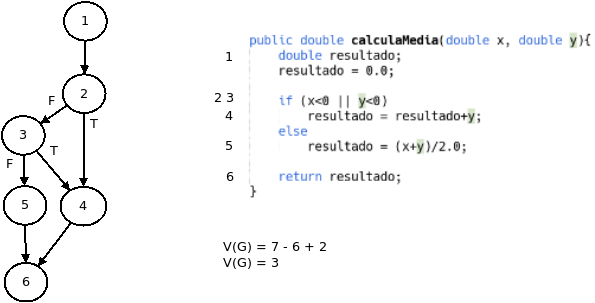 1
2
F
T
3
F
T
5
4
6
public double calculaMedia(double x, double y){
1 double resultado;
resultado = 0.0;
2 3 if (x<0 || y<0)
4 resultado = resultado+y;
else
5 resultado = (x+y)/2.0;
6 return resultado;
}
V(G) = 7 - 6 + 2
V(G) = 3